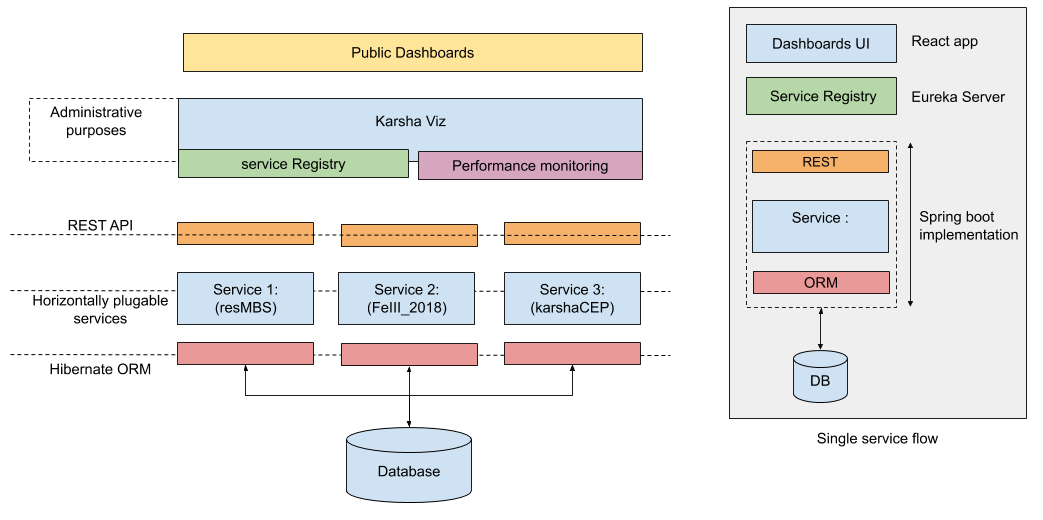 Public Dashboards
Administrative
purposes
Karsha Viz
service Registry
Performance monitoring
REST API
Horizontally plugable
services
Service 1:
(resMBS)
Service 2:
(FeIII_2018)
Service 3:
(karshaCEP)
Hibernate ORM
Database
Dashboards UI
React app
Service Registry
Eureka Server
REST
Service :
ORM
Spring boot
implementation
DB
Single service flow